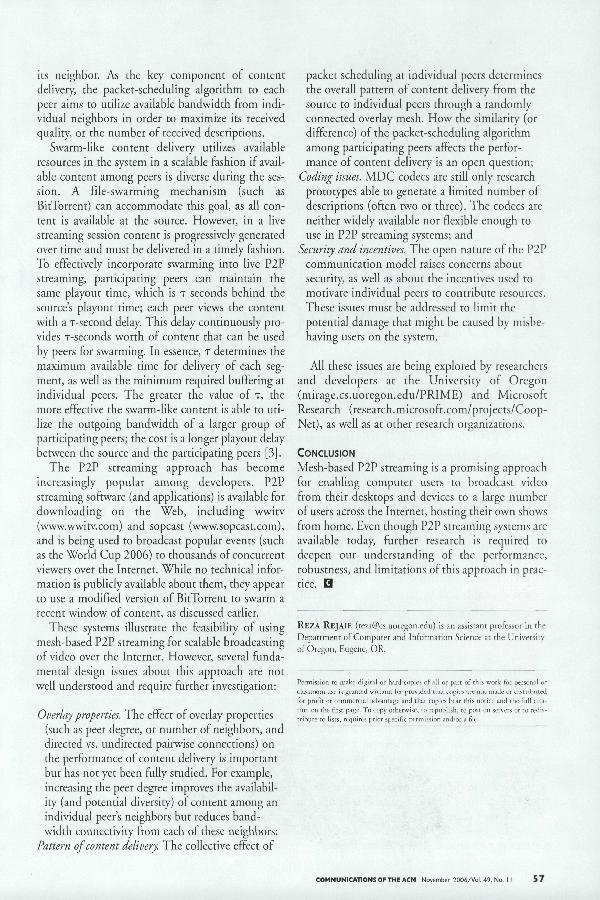 its neighbor. As the key component of content
delivery, the packet-scheduling algorithm to each
peer aims to utilize available bandwidth from indi-
vidual neighbors in order to maximize its received
quality, or the number of received descriptions.
Swarm-like content delivery utilizes available
resources in the system in a scalable fashion if avail-
able content among peers is diverse during the ses-
sion. A file-swarming mechanism (such as
BitTorrent) can accommodate this goal, as all con-
tent is available at the source. However, in a live
streaming session content is progressively generated
over time and must be delivered in a timely fashion.
To effectively incorporate swarming into live P2P
streaming, participating peers can maintain the
same playout time, which is τ seconds behind the
source's playout time; each peer views the content
with a τ-second delay. This delay continuously pro-
vides τ-seconds worth of content that can be used
by peers for swarming. In essence, τ determines the
maximum available time for delivery of each seg-
ment, as well as the minimum required buffering at
individual peers. The greater the value of τ, the
more effective the swarm-like content is able to uti-
lize the outgoing bandwidth of a larger group of
participating peers; the cost is a longer playout delay
between the source and the participating peers [3].
The P2P streaming approach has become
increasingly popular among developers. P2P
streaming software (and applications) is available for
downloading on the Web, including wwitv
(www.wwitv.com) and sopcast (www.sopcast.com),
and is being used to broadcast popular events (such
as the World Cup 2006) to thousands of concurrent
viewers over the Internet. While no technical infor-
mation is publicly available about them, they appear
to use a modified version of BitTorrent to swarm a
recent window of content, as discussed earlier.
These systems illustrate the feasibility of using
mesh-based P2P streaming for scalable broadcasting
of video over the Internet. However, several funda-
mental design issues about this approach are not
well understood and require further investigation:
Overlay properties. The effect of overlay properties
(such as peer degree, or number of neighbors, and
directed vs. undirected pairwise connections) on
the performance of content delivery is important
but has not yet been fully studied. For example,
increasing the peer degree improves the availabil-
ity (and potential diversity) of content among an
individual peer's neighbors but reduces band-
width connectivity from each of these neighbors;
Pattern of content delivery. The collective effect of
packet scheduling at individual peers determines
the overall pattern of content delivery from the
source to individual peers through a randomly
connected overlay mesh. How the similarity (or
difference) of the packet-scheduling algorithm
among participating peers affects the perfor-
mance of content delivery is an open question;
Coding issues. MDC codecs are still only research
prototypes able to generate a limited number of
descriptions (often two or three). The codecs are
neither widely available nor flexible enough to
use in P2P streaming systems; and
Security and incentives. The open nature of the P2P
communication model raises concerns about
security, as well as about the incentives used to
motivate individual peers to contribute resources.
These issues must be addressed to limit the
potential damage that might be caused by misbe-
having users on the system.
All these issues are being explored by researchers
and developers at the University of Oregon
(mirage.cs.uoregon.edu/PRIME) and Microsoft
Research (research.microsoft.com/projects/Coop-
Net), as well as at other research organizations.
CONCLUSION
Mesh-based P2P streaming is a promising approach
for enabling computer users to broadcast video
from their desktops and devices to a large number
of users across the Internet, hosting their own shows
from home. Even though P2P streaming systems are
available today, further research is required to
deepen our understanding of the performance,
robustness, and limitations of this approach in prac-
tice. C
REZA REJAIE (reza@cs.uoregon.edu) is an assistant professor in the
Department of Computer and Information Science at the University
of Oregon, Eugene, OR.
Permission to make digital or hard copies of all or part of this work for personal or
classroom use is granted without fee provided that copies are not made or distributed
for profit or commercial advantage and that copies bear this notice and the full cita-
tion on the first page. To copy otherwise, to republish, to post on servers or to redis-
tribute to lists, requires prior specific permission and/or a fee.
COMMUNICATIONS OF THE ACM November 2006/Vol. 49, No. 11 57